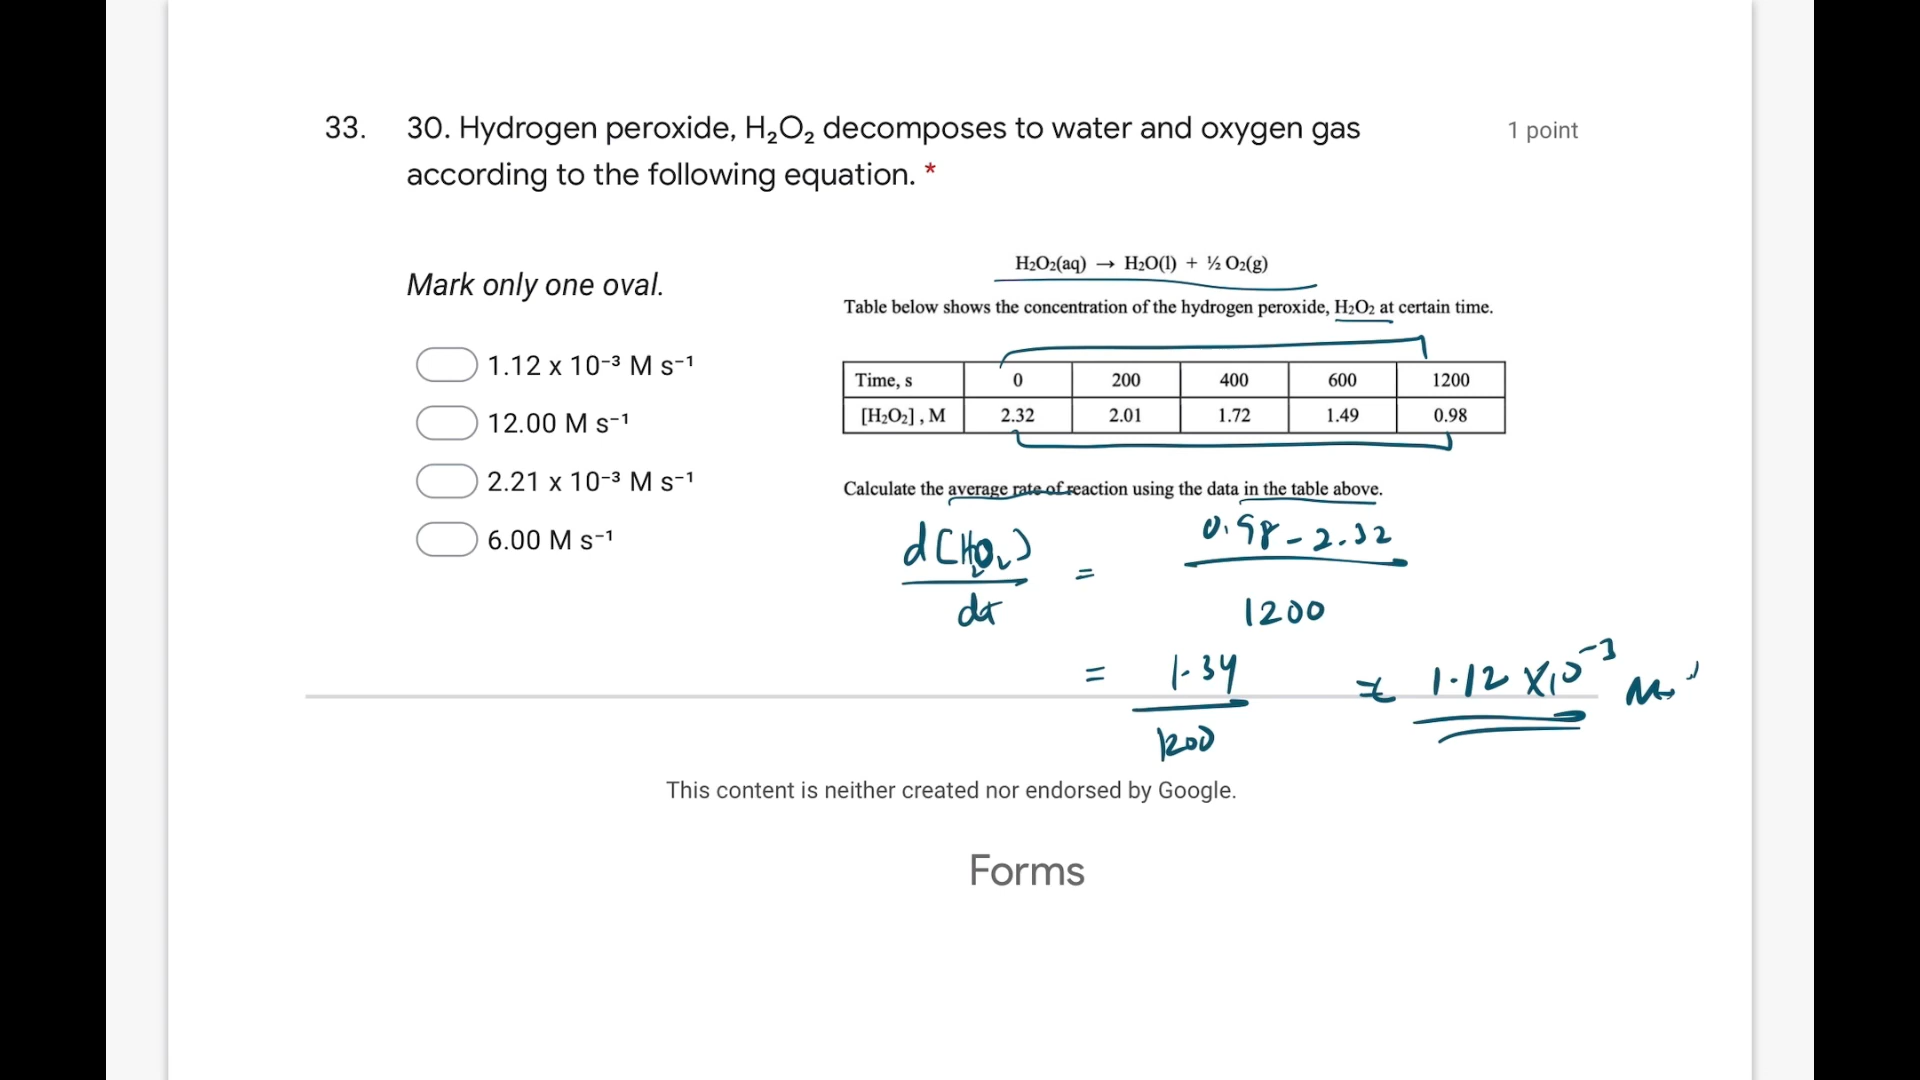 33. 30. Hydrogen peroxide, H₂O₂ decomposes to water and oxygen gas 1 point
according to the following equation. *
Mark only one oval.
1.12 x 10⁻³ M s⁻¹
12.00 M s⁻¹
2.21 x 10⁻³ M s⁻¹
6.00 M s⁻¹
H₂O₂(aq) → H₂O(l) + ½ O₂(g)
Table below shows the concentration of the hydrogen peroxide, H₂O₂ at certain time.
Time, s 0 200 400 600 1200
[H₂O₂] , M 2.32 2.01 1.72 1.49 0.98
Calculate the average rate of reaction using the data in the table above.
d[H₂O₂] = 0.98 - 2.32
dt 1200
= 1.34 ≈ 1.12 x10⁻³
1200
This content is neither created nor endorsed by Google.
Forms